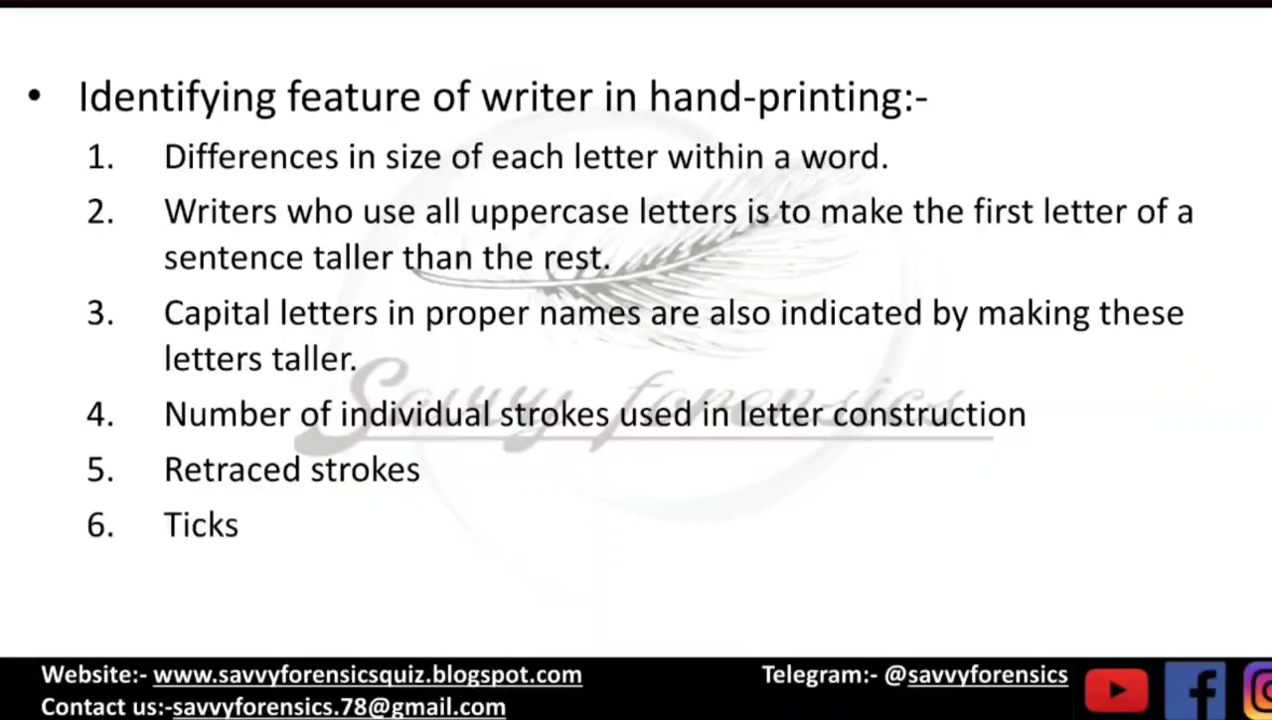 • Identifying feature of writer in hand-printing:-
1. Differences in size of each letter within a word.
2. Writers who use all uppercase letters is to make the first letter of a
sentence taller than the rest.
3. Capital letters in proper names are also indicated by making these
letters taller.
4. Number of individual strokes used in letter construction
5. Retraced strokes
6. Ticks
Savvy forensics
Website:- www.savvyforensicsquiz.blogspot.com
Telegram:- @savvyforensics
Contact us:-savvyforensics.78@gmail.com